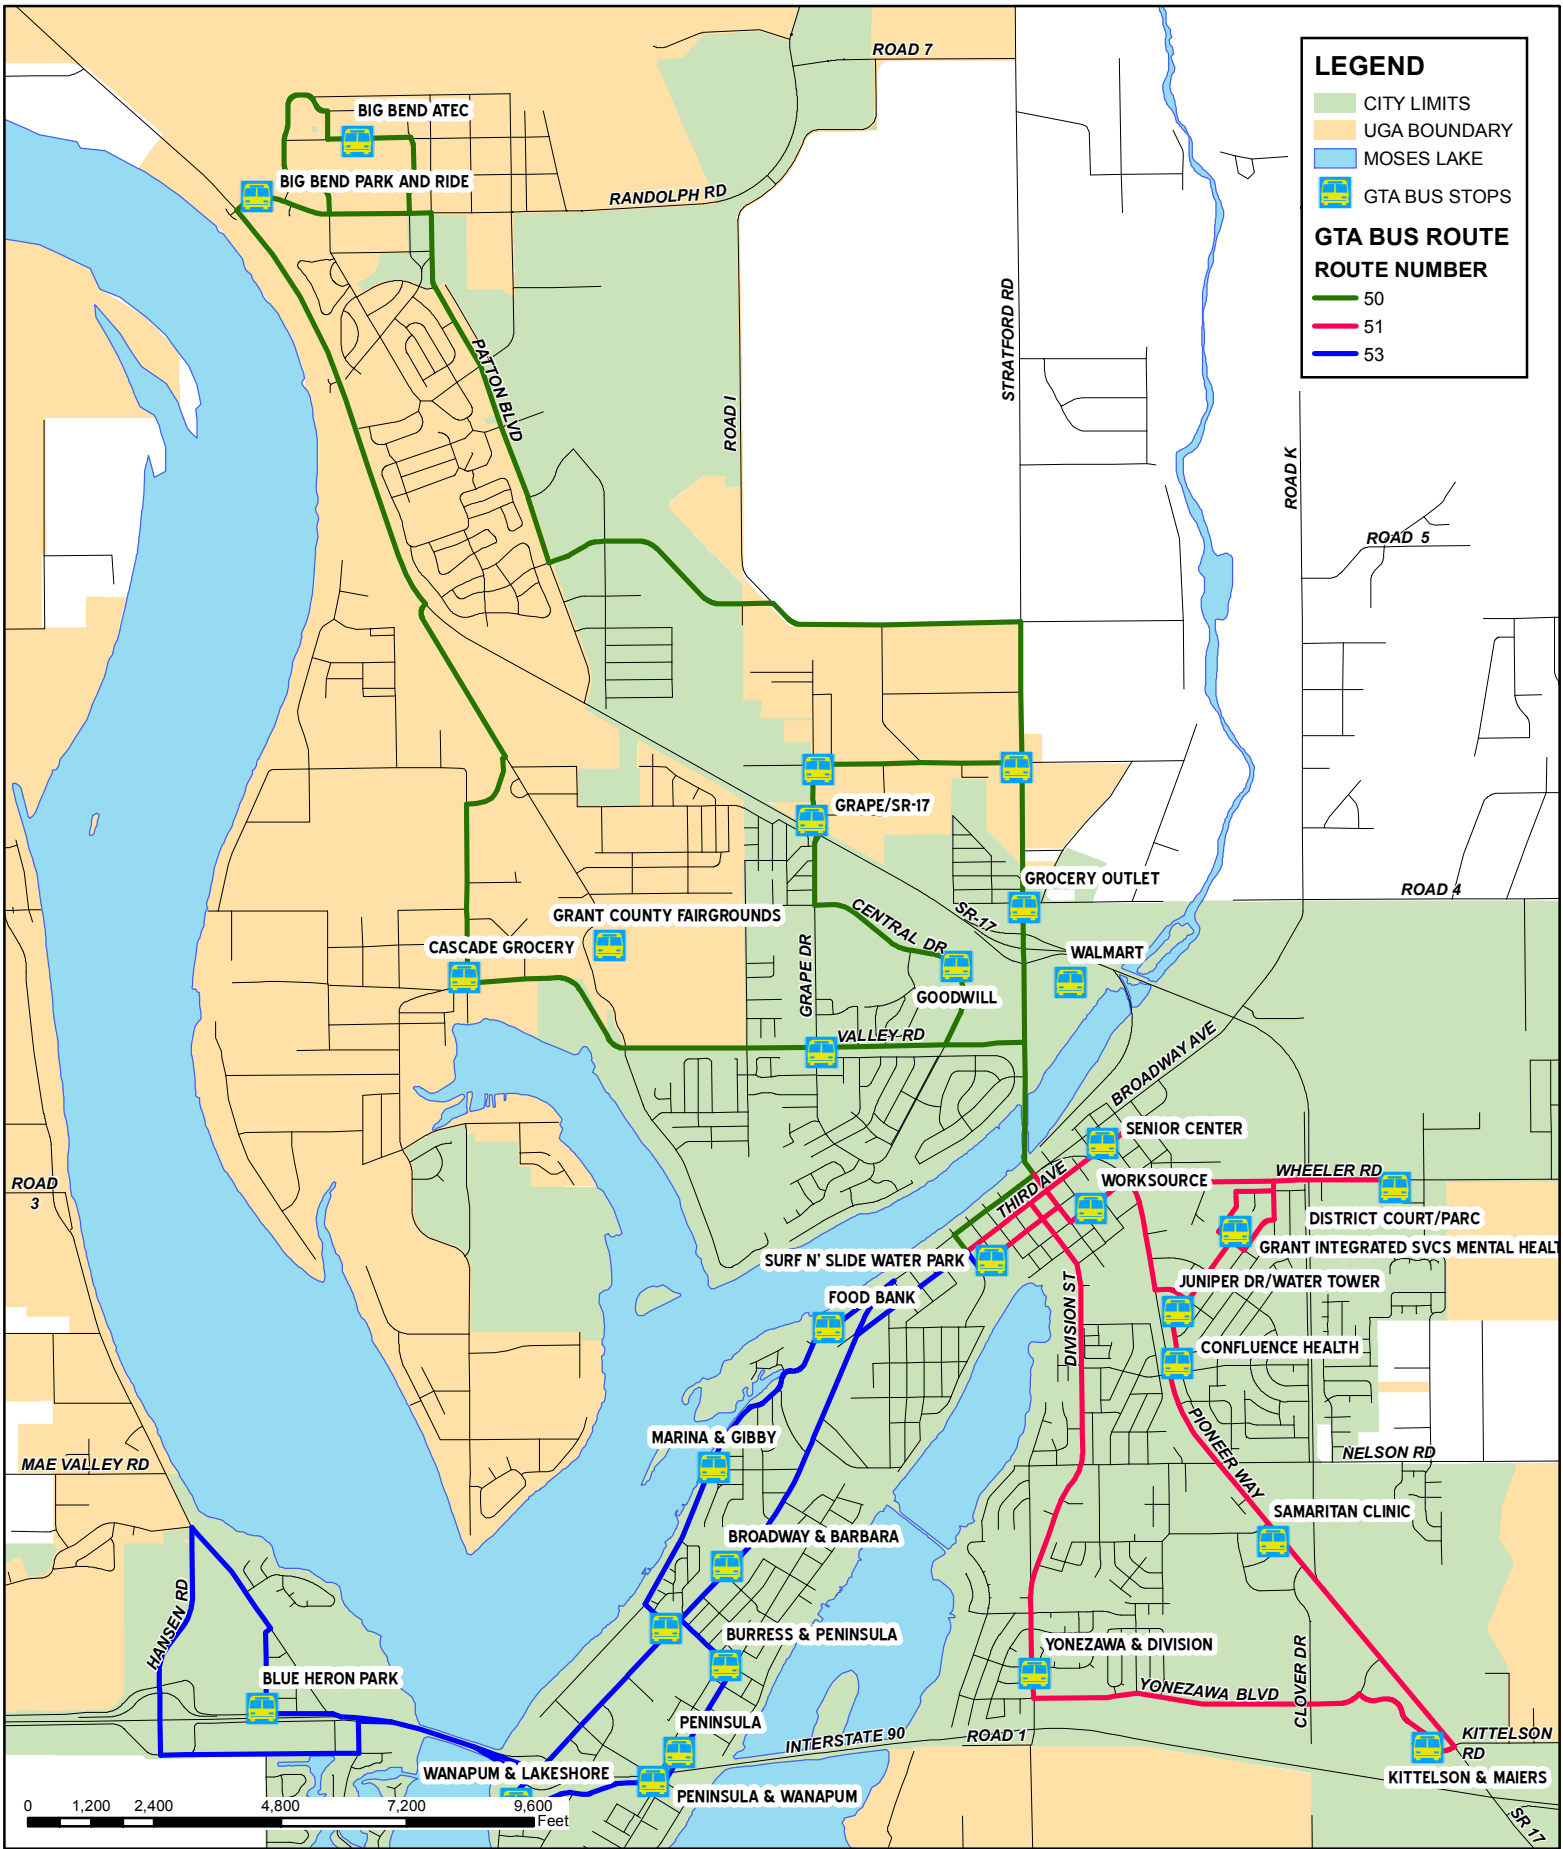 ROAD 7
LEGEND
CITY LIMITS
UGA BOUNDARY
MOSES LAKE
GTA BUS STOPS
GTA BUS ROUTE
ROUTE NUMBER
50
51
53
BIG BEND ATEC
BIG BEND PARK AND RIDE
RANDOLPH RD
PATTON BLVD
ROAD I
STRATFORD RD
ROAD K
ROAD 5
GRAPE/SR-17
GROCERY OUTLET
ROAD 4
GRANT COUNTY FAIRGROUNDS
CENTRAL DR
SR-17
CASCADE GROCERY
GRAPE DR
WALMART
GOODWILL
VALLEY RD
BROADWAY AVE
SENIOR CENTER
THIRD AVE
WORKSOURCE
WHEELER RD
ROAD
3
DISTRICT COURT/PARC
GRANT INTEGRATED SVCS MENTAL HEALT
SURF N' SLIDE WATER PARK
JUNIPER DR/WATER TOWER
FOOD BANK
DIVISION ST
CONFLUENCE HEALTH
PIONEER WAY
MARINA & GIBBY
NELSON RD
MAE VALLEY RD
SAMARITAN CLINIC
BROADWAY & BARBARA
HANSEN RD
BURRESS & PENINSULA
YONEZAWA & DIVISION
BLUE HERON PARK
YONEZAWA BLVD
CLOVER DR
PENINSULA
INTERSTATE 90
ROAD 1
KITTELSON
RD
WANAPUM & LAKESHORE
KITTELSON & MAIERS
PENINSULA & WANAPUM
SR 17
0 1,200 2,400 4,800 7,200 9,600
Feet